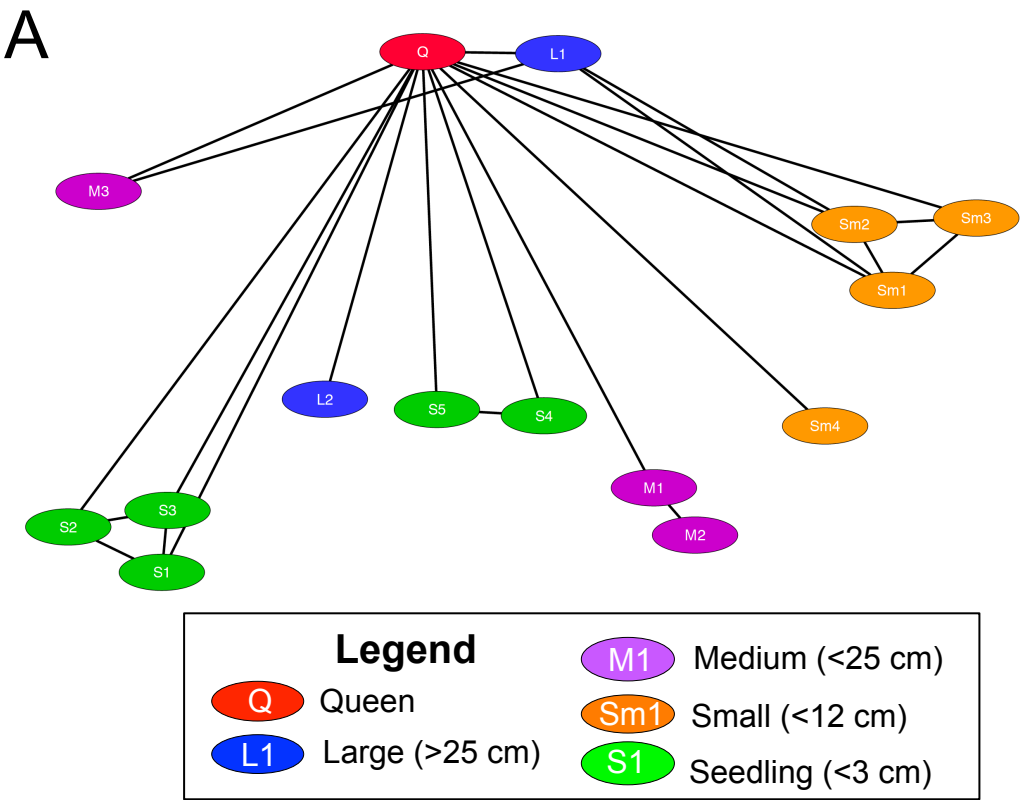 A
Q
L1
M3
Sm2
Sm3
Sm1
L2
S5
S4
Sm4
M1
M2
S3
S2
S1
Legend
Q Queen
L1 Large (>25 cm)
M1 Medium (<25 cm)
Sm1 Small (<12 cm)
S1 Seedling (<3 cm)